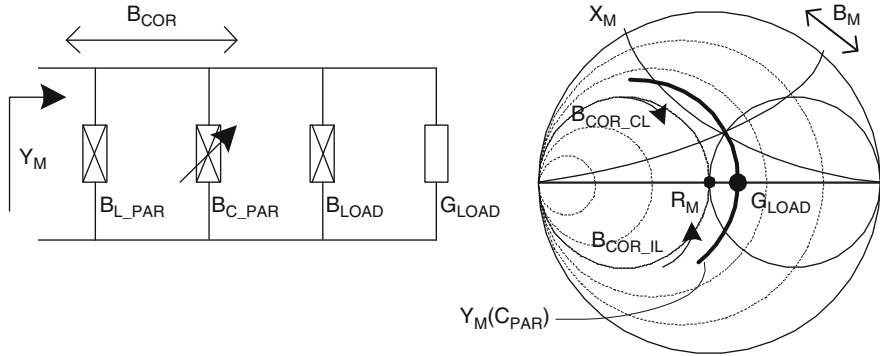 B_COR
Y_M
B_L_PAR
B_C_PAR
B_LOAD
G_LOAD
X_M
B_M
B_COR_CL
R_M
G_LOAD
B_COR_IL
Y_M(C_PAR)